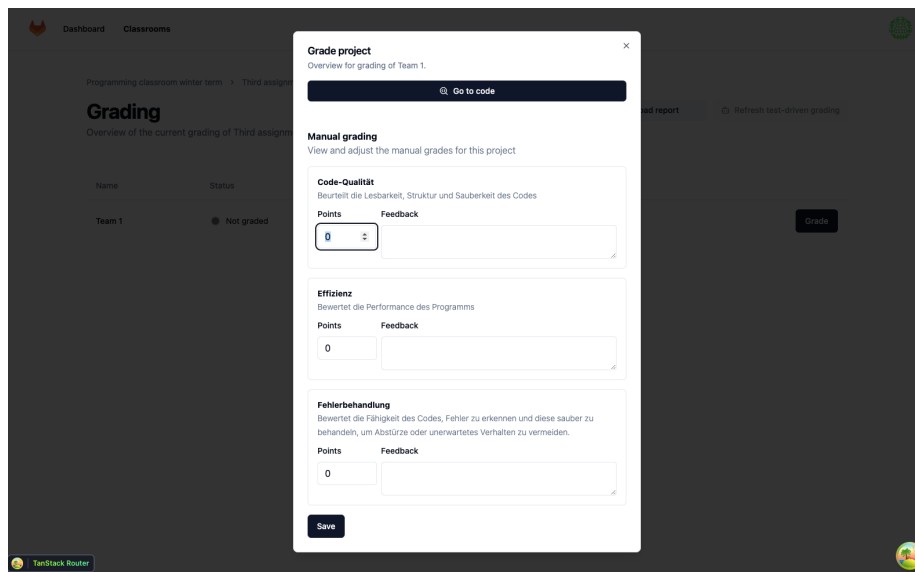 Dashboard Classrooms
Grade project
Overview for grading of Team 1.
Go to code
Programming classroom winter term > Third assignm
Grading
Overview of the current grading of Third assignm
ad report
Refresh test-driven grading
Manual grading
View and adjust the manual grades for this project
Name Status
Team 1 Not graded Grade
Code-Qualität
Beurteilt die Lesbarkeit, Struktur und Sauberkeit des Codes
Points Feedback
0
Effizienz
Bewertet die Performance des Programms
Points Feedback
0
Fehlerbehandlung
Bewertet die Fähigkeit des Codes, Fehler zu erkennen und diese sauber zu
behandeln, um Abstürze oder unerwartetes Verhalten zu vermeiden.
Points Feedback
0
Save
TanStack Router